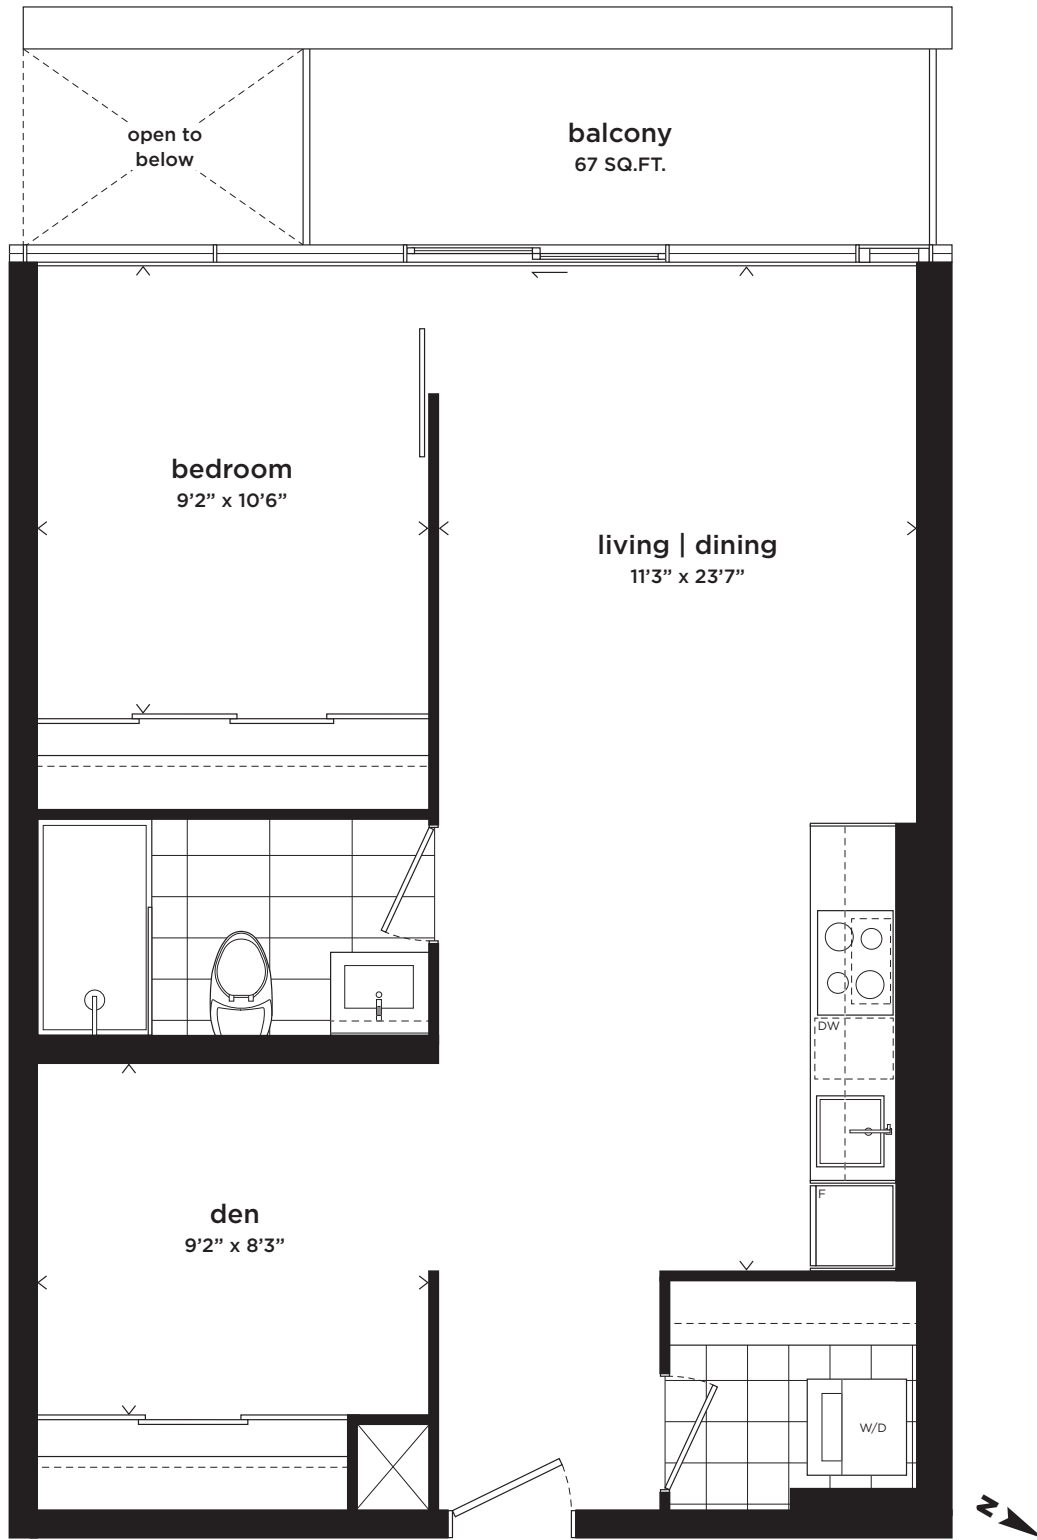 open to
below
balcony
67 SQ.FT.
bedroom
9’2” x 10’6”
living | dining
11’3” x 23’7”
DW
F
den
9’2” x 8’3”
W/D
N